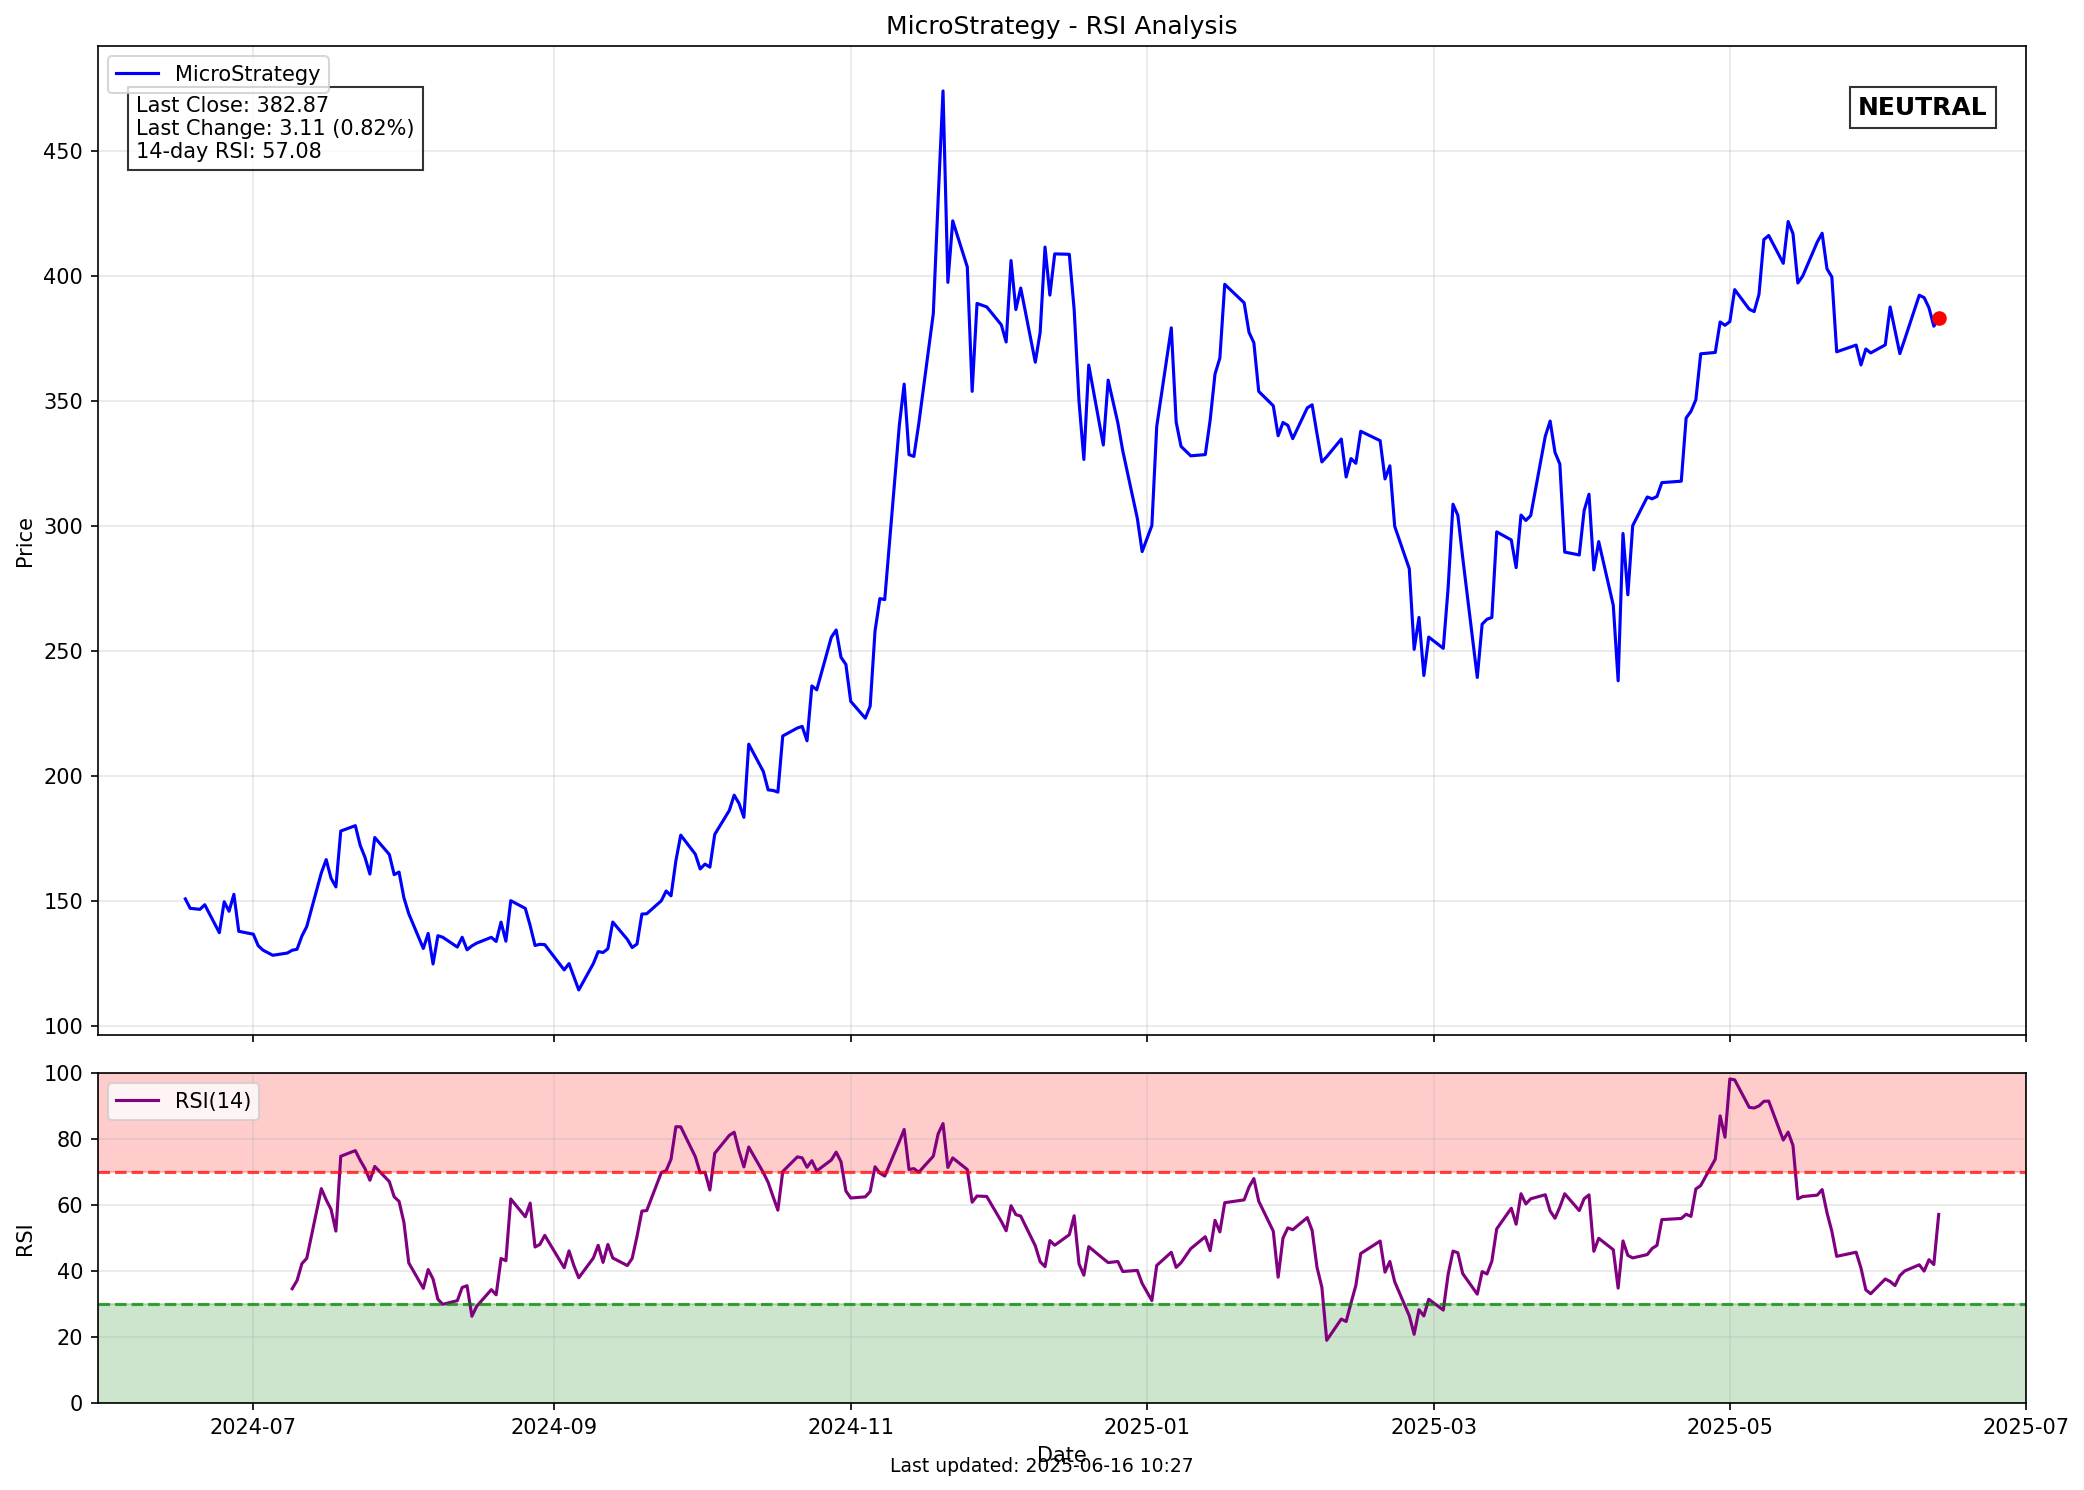 MicroStrategy - RSI Analysis
MicroStrategy
Last Close: 382.87
Last Change: 3.11 (0.82%)
14-day RSI: 57.08
NEUTRAL
Price
450
400
350
300
250
200
150
100
RSI(14)
RSI
100
80
60
40
20
0
2024-07
2024-09
2024-11
2025-01
2025-03
2025-05
2025-07
Date
Last updated: 2025-06-16 10:27